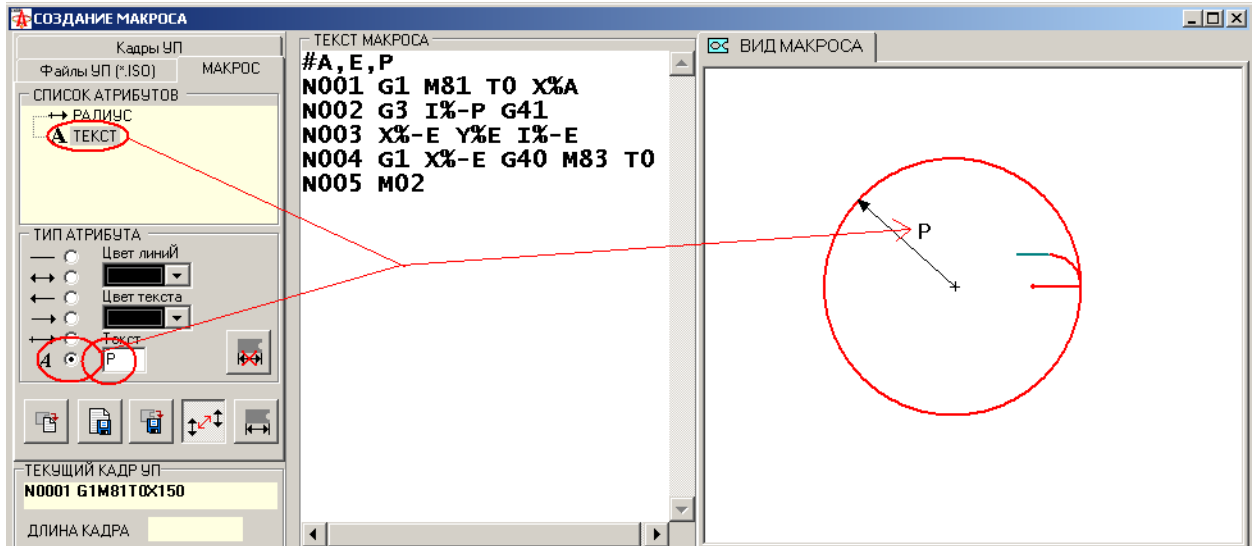 СОЗДАНИЕ МАКРОСА
Кадры УП
Файлы УП (*.ISO)
МАКРОС
СПИСОК АТРИБУТОВ
РАДИУС
A ТЕКСТ
ТИП АТРИБУТА
Цвет линиЙ
Цвет текста
Текст
A
P
ТЕКУЩИЙ КАДР УП
N0001 G1M81T0X150
ДЛИНА КАДРА
ТЕКСТ МАКРОСА
#A,E,P
N001 G1 M81 T0 X%A
N002 G3 I%-P G41
N003 X%-E Y%E I%-E
N004 G1 X%-E G40 M83 T0
N005 M02
ВИД МАКРОСА
P